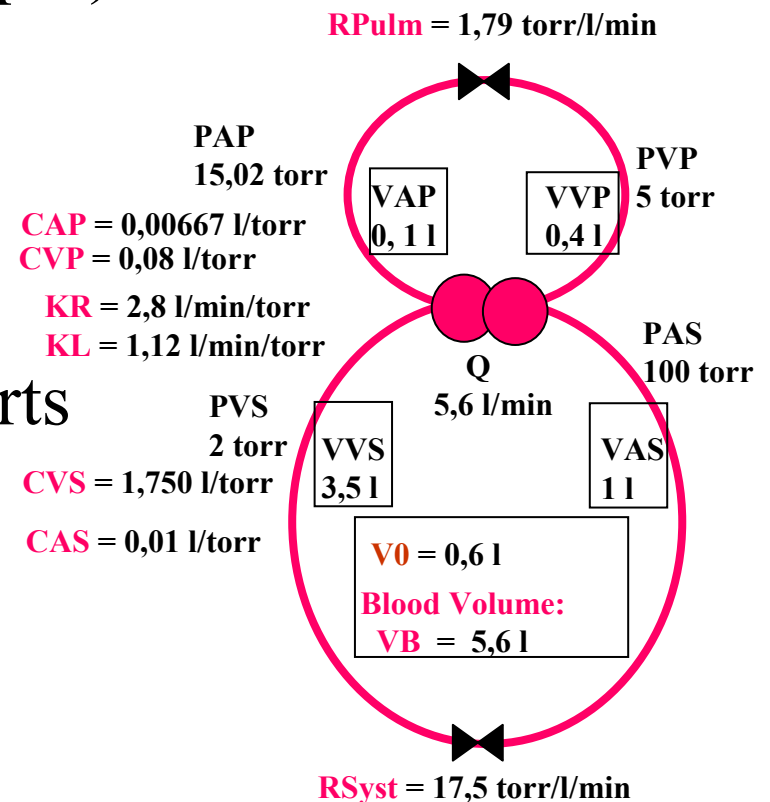 RPulm = 1,79 torr/l/min
PAP
15,02 torr
PVP
5 torr
VAP
0, 1 l
VVP
0,4 l
CAP = 0,00667 l/torr
CVP = 0,08 l/torr
KR = 2,8 l/min/torr
KL = 1,12 l/min/torr
Q
5,6 l/min
PAS
100 torr
rts
PVS
2 torr
VVS
3,5 l
VAS
1 l
CVS = 1,750 l/torr
CAS = 0,01 l/torr
V0 = 0,6 l
Blood Volume:
VB = 5,6 l
RSyst = 17,5 torr/l/min